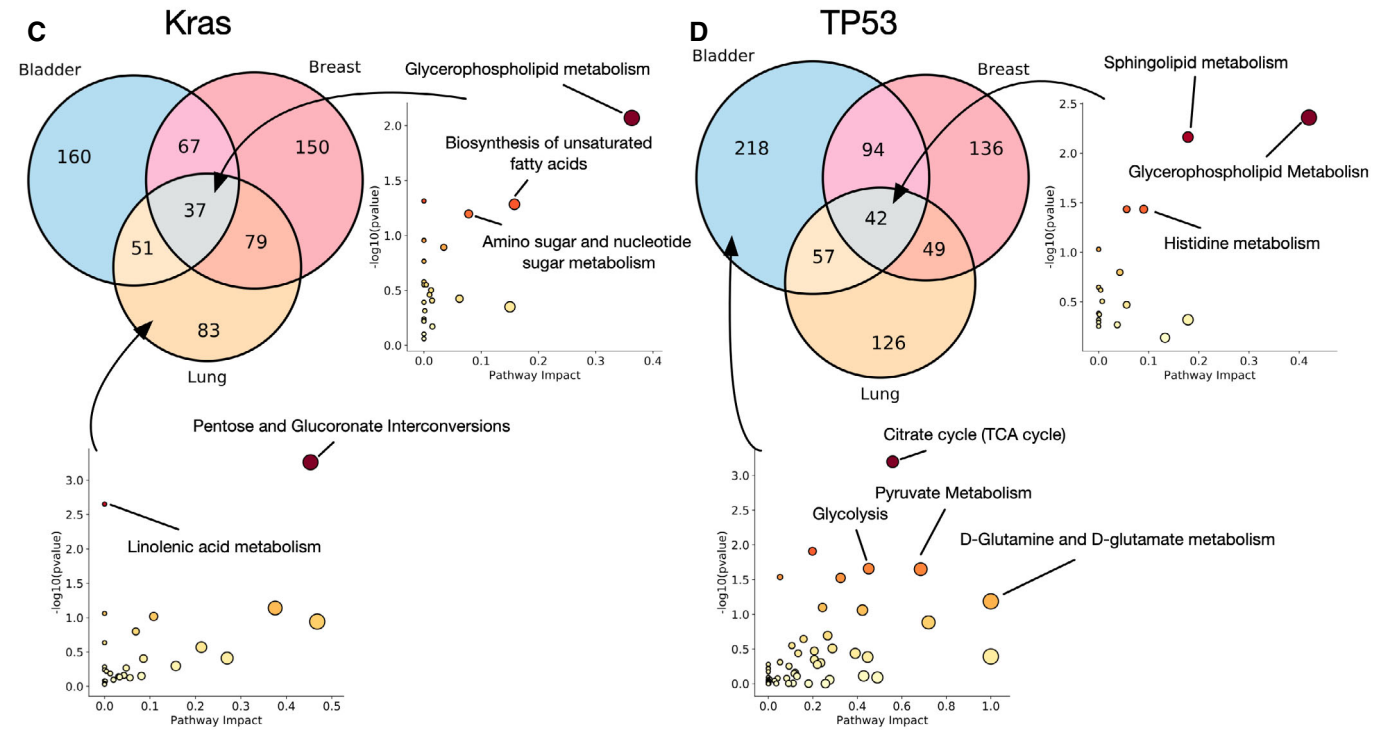 C
Kras
Bladder
Breast
160
67
150
37
51
79
83
Lung
Glycerophospholipid metabolism
Biosynthesis of unsaturated
fatty acids
Amino sugar and nucleotide
sugar metabolism
-log10(pvalue)
2.0
1.5
1.0
0.5
0.0
0.0 0.1 0.2 0.3 0.4
Pathway Impact
Pentose and Glucoronate Interconversions
Linolenic acid metabolism
-log10(pvalue)
3.0
2.5
2.0
1.5
1.0
0.5
0.0
0.0 0.1 0.2 0.3 0.4 0.5
Pathway Impact
D
TP53
Bladder
Breast
218
94
136
42
57
49
126
Lung
Sphingolipid metabolism
Glycerophospholipid Metabolisn
Histidine metabolism
-log10(pvalue)
2.5
2.0
1.5
1.0
0.5
0.0 0.1 0.2 0.4
Pathway Impact
Citrate cycle (TCA cycle)
Pyruvate Metabolism
Glycolysis
D-Glutamine and D-glutamate metabolism
-log10(pvalue)
3.0
2.5
2.0
1.5
1.0
0.5
0.0
0.0 0.2 0.4 0.6 0.8 1.0
Pathway Impact